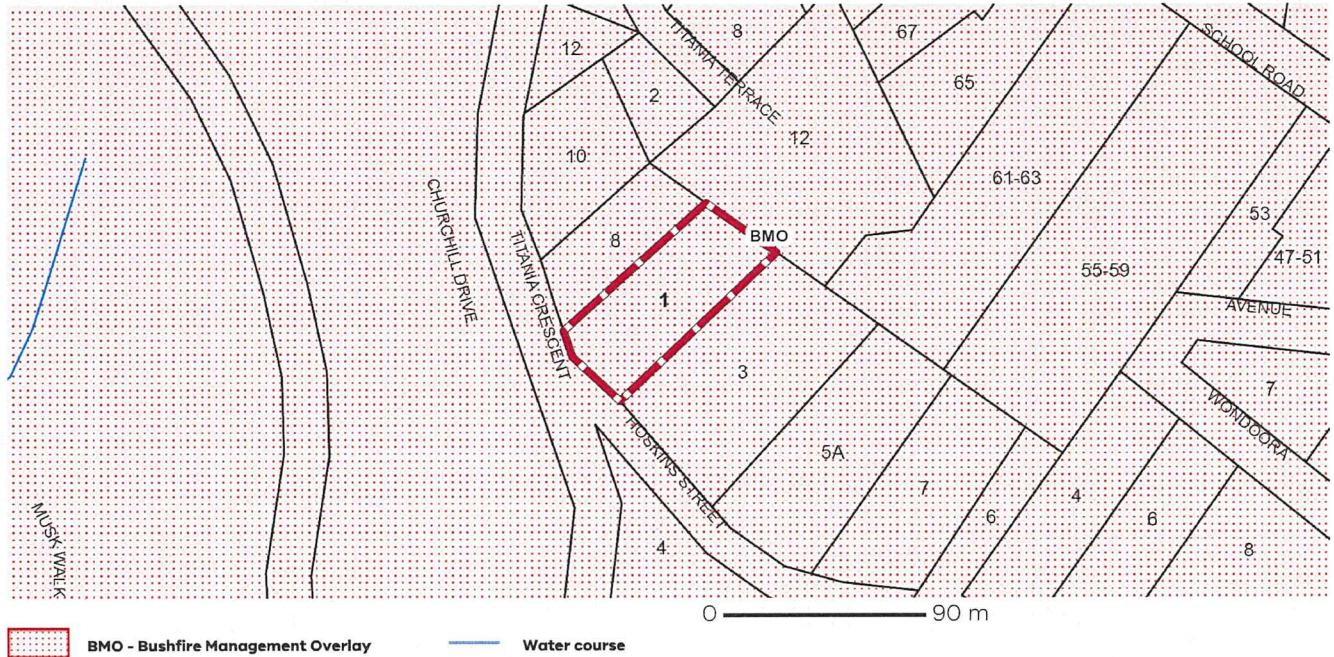 67
8
TITANIA TERRACE
12
SCHOOL ROAD
65
2
12
10
61-63
53
CHURCHILL DRIVE
TITANIA CRESCENT
8
BMO
47-51
55-59
1
AVENUE
3
7
WONDOORA
HOSKINS STREET
5A
7
4
6
6
MUSK WALK
4
8
0
90 m
BMO - Bushfire Management Overlay
Water course